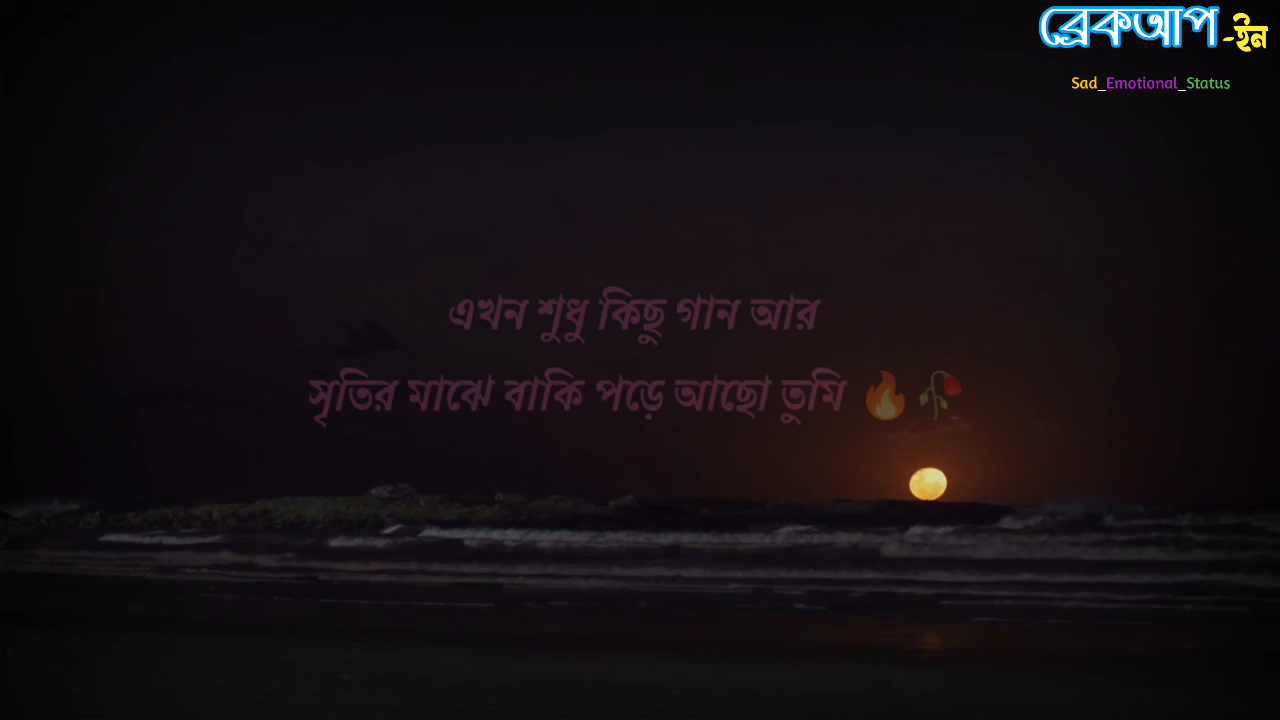 ব্রেকআপ -ইন
Sad_Emotional_Status
এখন শুধু কিছু গান আর
সৃতির মাঝে বাকি পড়ে আছো তুমি 🔥🥀